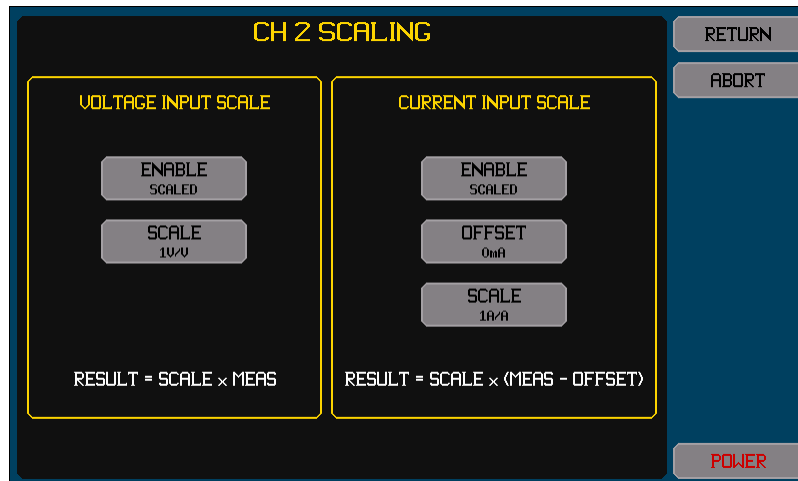 CH 2 SCALING
RETURN
ABORT
VOLTAGE INPUT SCALE
ENABLE
SCALED
SCALE
1V/V
RESULT = SCALE × MEAS
CURRENT INPUT SCALE
ENABLE
SCALED
OFFSET
0mA
SCALE
1A/A
RESULT = SCALE × (MEAS - OFFSET)
POWER